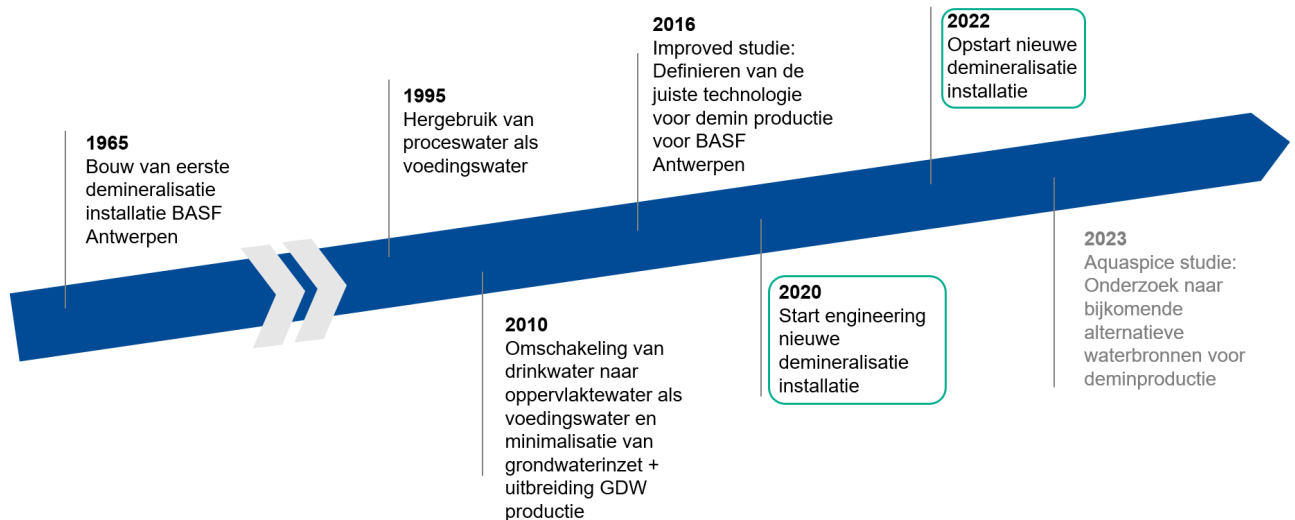 1965
Bouw van eerste
demineralisatie
installatie BASF
Antwerpen
1995
Hergebruik van
proceswater als
voedingswater
2010
Omschakeling van
drinkwater naar
oppervlaktewater als
voedingswater en
minimalisatie van
grondwaterinzet +
uitbreiding GDW
productie
2016
Improved studie:
Definieren van de
juiste technologie
voor demin productie
voor BASF
Antwerpen
2020
Start engineering
nieuwe
demineralisatie
installatie
2022
Opstart nieuwe
demineralisatie
installatie
2023
Aquaspice studie:
Onderzoek naar
bijkomende
alternatieve
waterbronnen voor
deminproductie